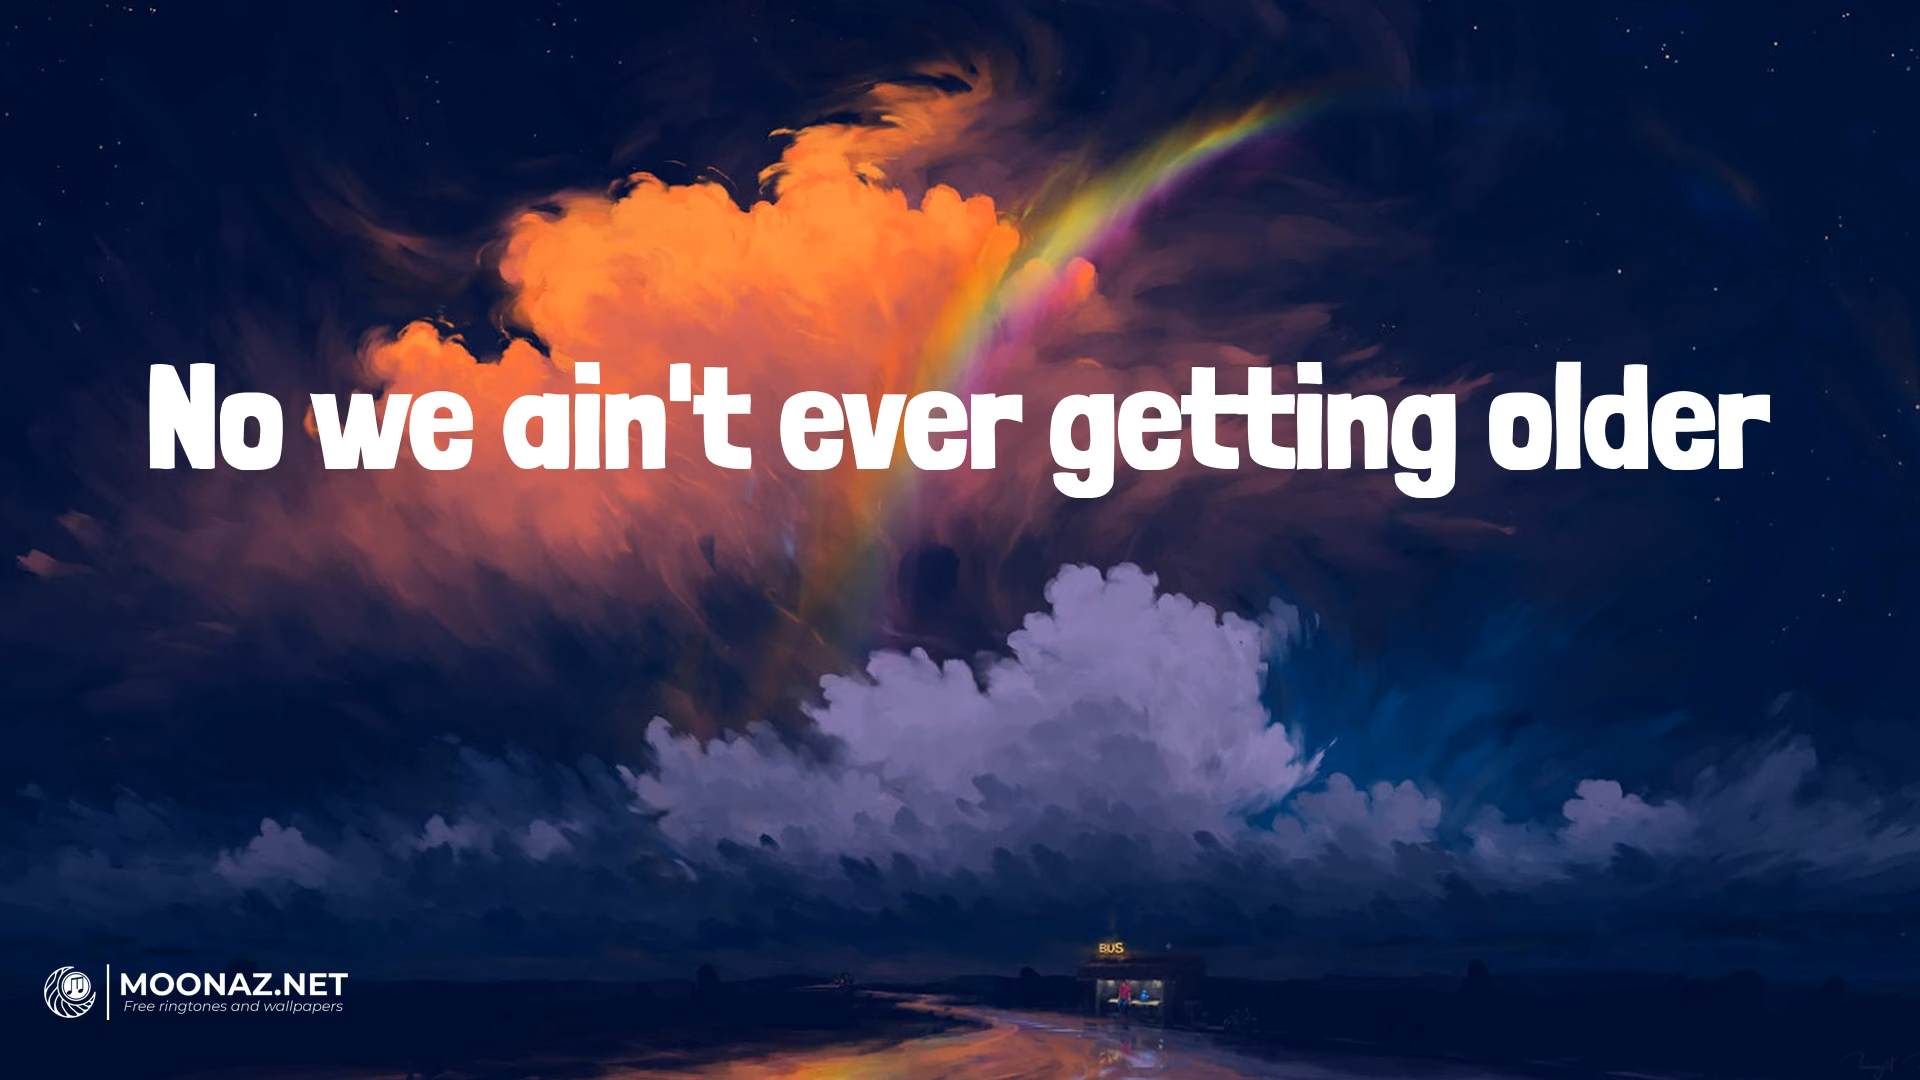 No we ain't ever getting older
BUS
MOONAZ.NET
Free ringtones and wallpapers